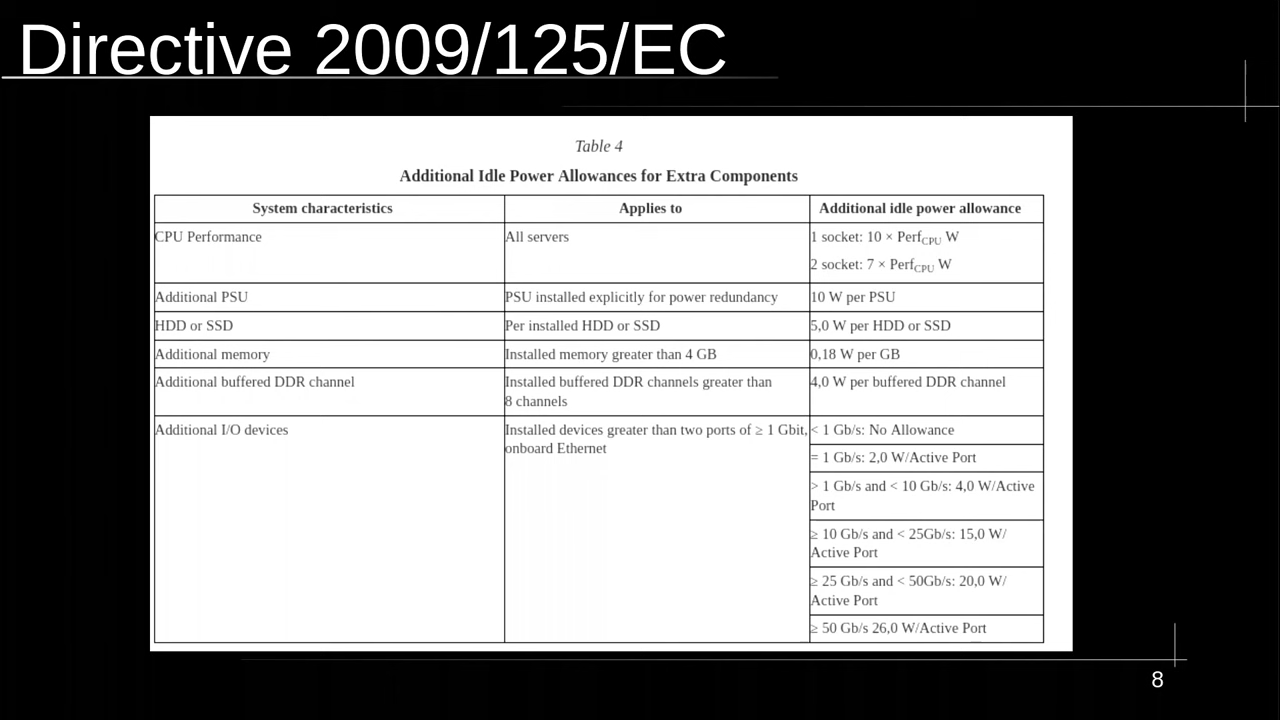 Directive 2009/125/EC
Table 4
Additional Idle Power Allowances for Extra Components
System characteristics Applies to Additional idle power allowance
CPU Performance All servers 1 socket: 10 × PerfCPU W
2 socket: 7 × PerfCPU W
Additional PSU PSU installed explicitly for power redundancy 10 W per PSU
HDD or SSD Per installed HDD or SSD 5,0 W per HDD or SSD
Additional memory Installed memory greater than 4 GB 0,18 W per GB
Additional buffered DDR channel Installed buffered DDR channels greater than 4,0 W per buffered DDR channel
8 channels
Additional I/O devices Installed devices greater than two ports of ≥ 1 Gbit, < 1 Gb/s: No Allowance
onboard Ethernet
= 1 Gb/s: 2,0 W/Active Port
> 1 Gb/s and < 10 Gb/s: 4,0 W/Active
Port
≥ 10 Gb/s and < 25Gb/s: 15,0 W/
Active Port
≥ 25 Gb/s and < 50Gb/s: 20,0 W/
Active Port
≥ 50 Gb/s 26,0 W/Active Port
8